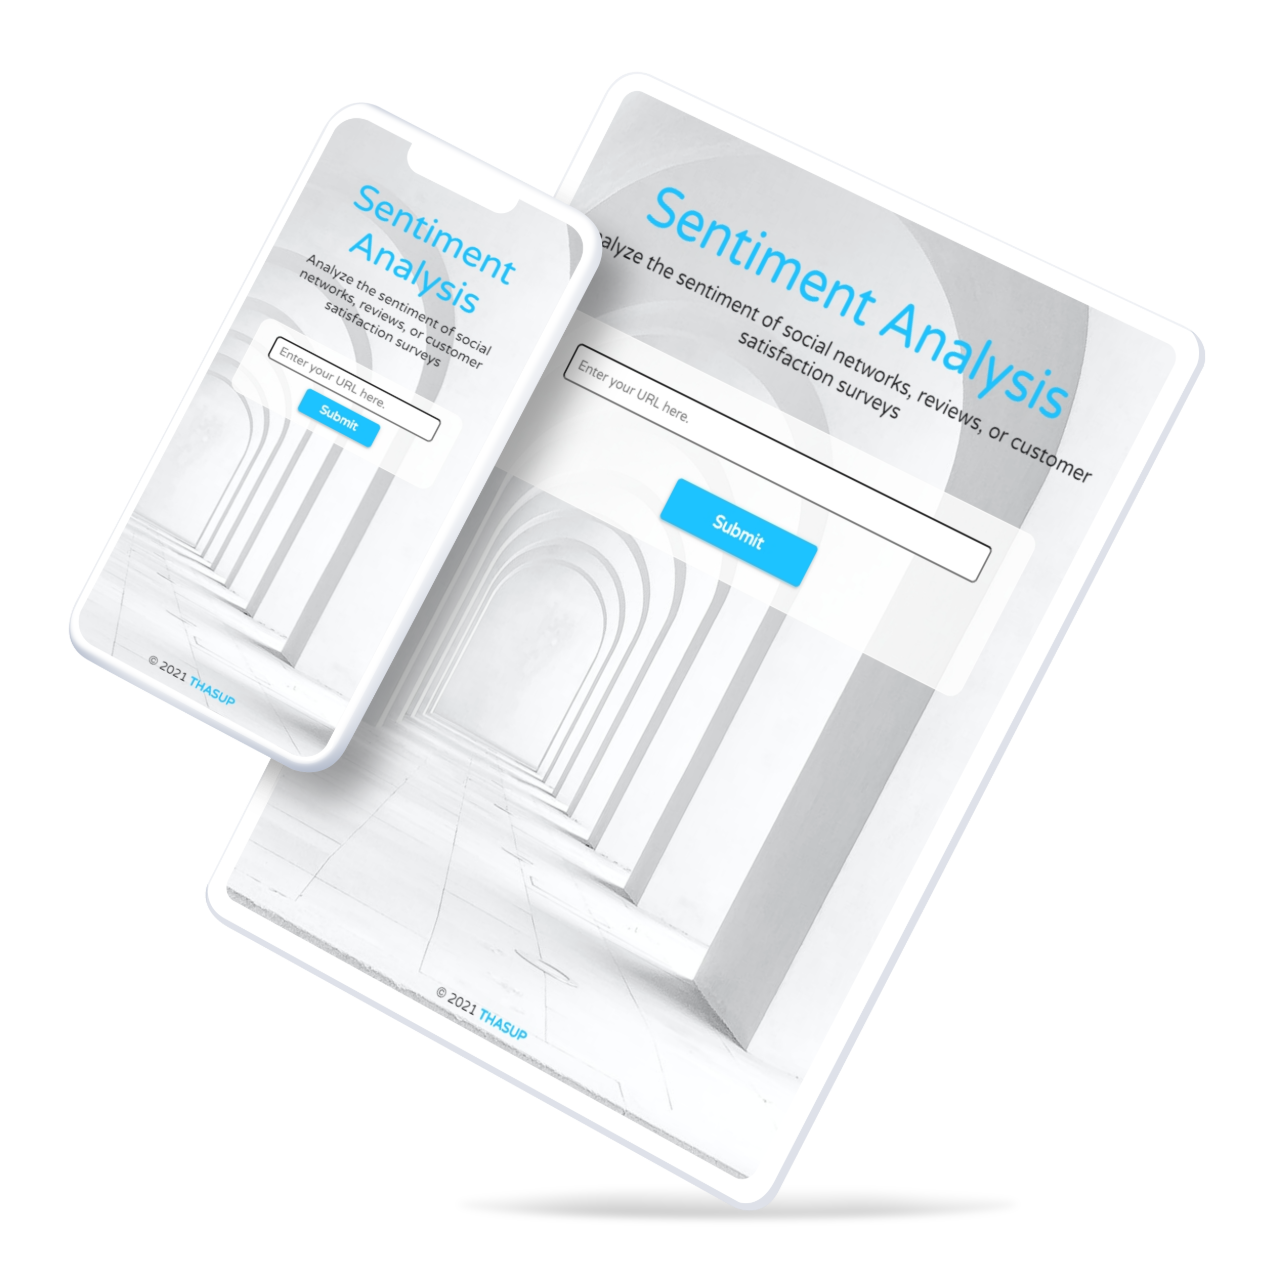 Sentiment
Analysis
Analyze the sentiment of social
networks, reviews, or customer
satisfaction surveys
Enter your URL here.
Submit
© 2021 THASUP
Sentiment Analysis
alyze the sentiment of social networks, reviews, or customer
satisfaction surveys
Enter your URL here.
Submit
© 2021 THASUP